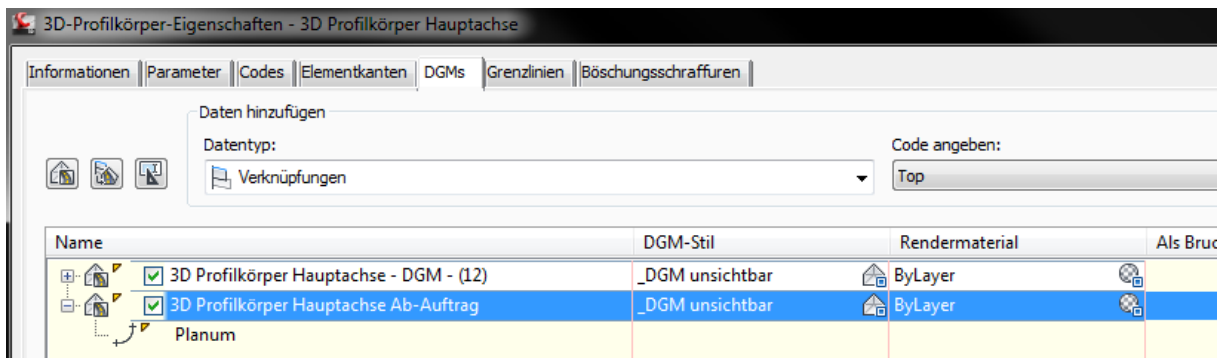 3D-Profilkörper-Eigenschaften - 3D Profilkörper Hauptachse
Informationen Parameter Codes Elementkanten DGMs Grenzlinien Böschungsschraffuren
Daten hinzufügen
Datentyp: Code angeben:
Verknüpfungen Top
Name DGM-Stil Rendermaterial Als Bruc
3D Profilkörper Hauptachse - DGM - (12) _DGM unsichtbar ByLayer
3D Profilkörper Hauptachse Ab-Auftrag _DGM unsichtbar ByLayer
Planum